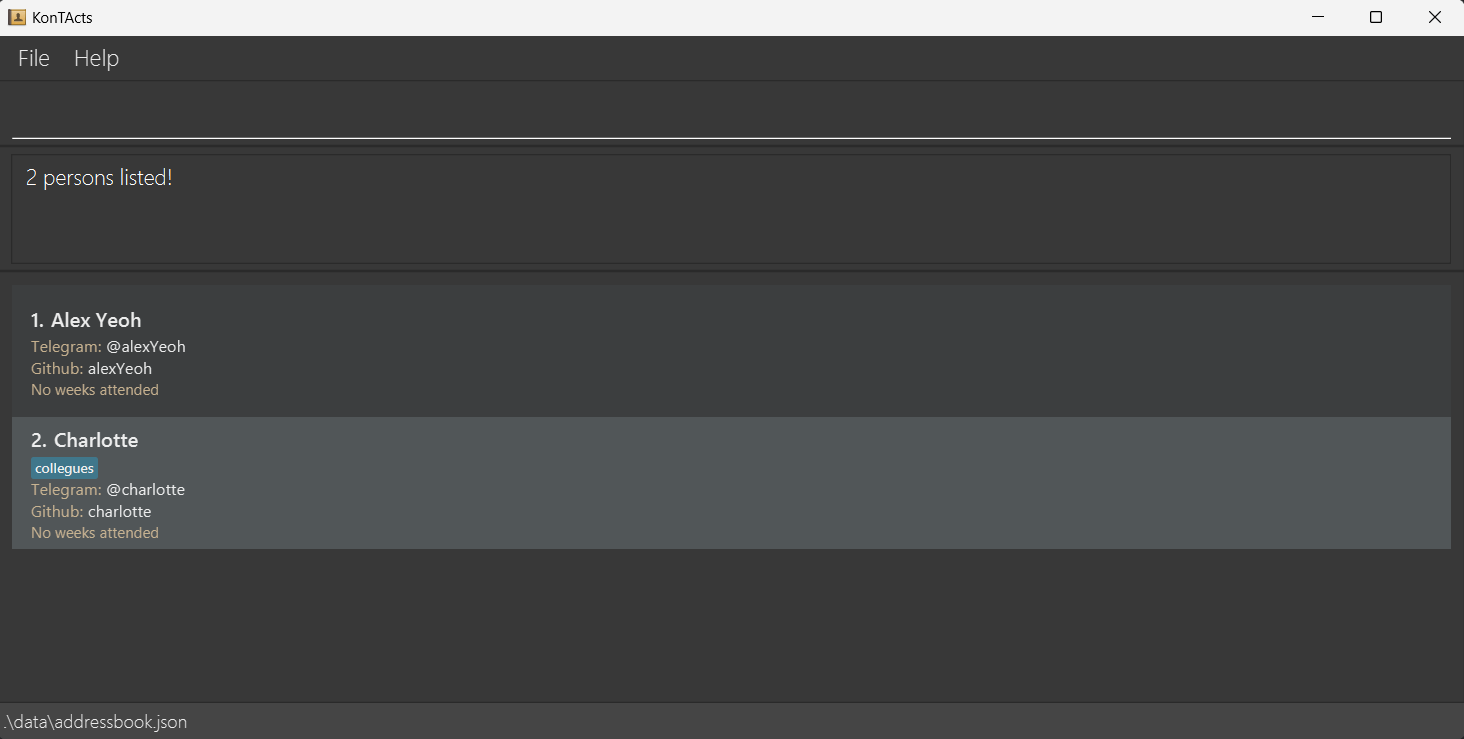 KonTActs
File Help
2 persons listed!
1. Alex Yeoh
Telegram: @alexYeoh
Github: alexYeoh
No weeks attended
2. Charlotte
collegues
Telegram: @charlotte
Github: charlotte
No weeks attended
.\data\addressbook.json